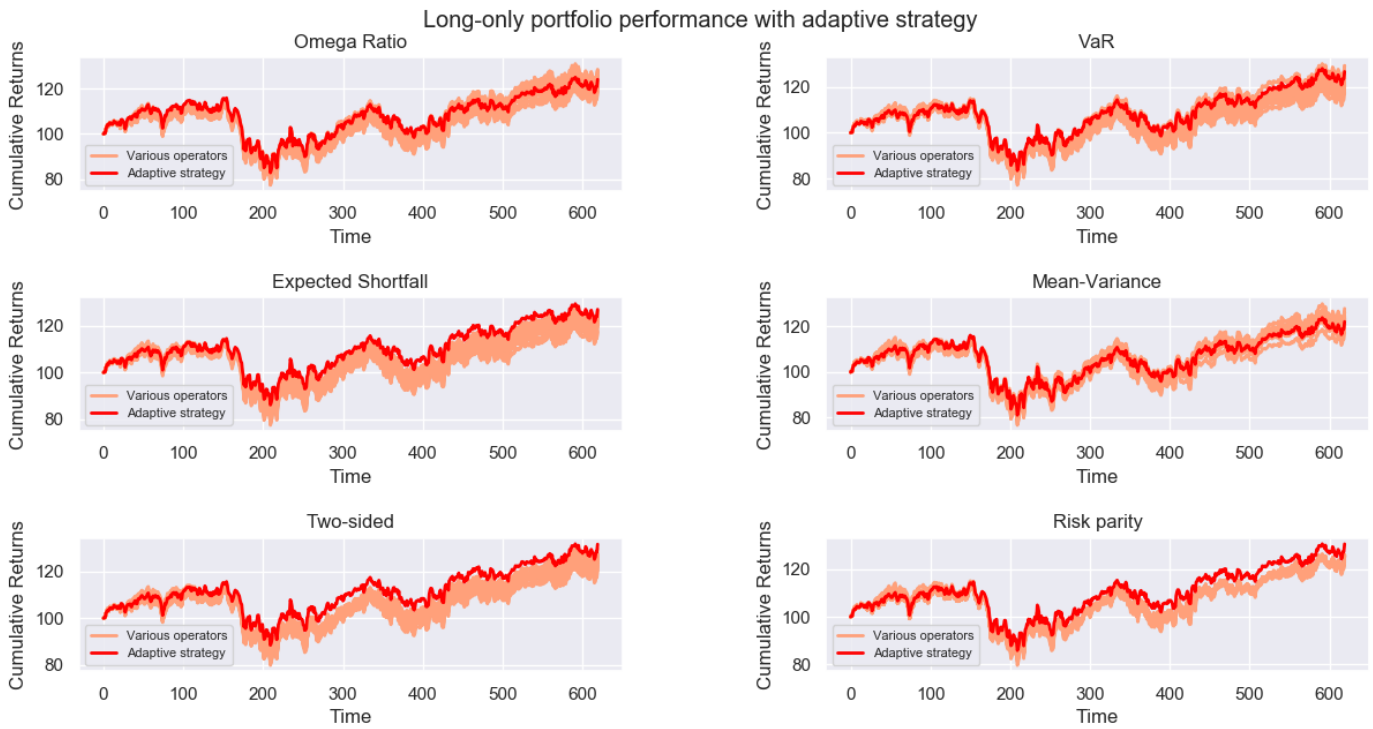 Long-only portfolio performance with adaptive strategy
Omega Ratio
Cumulative Returns
120
100
80
Various operators
Adaptive strategy
0 100 200 300 400 500 600
Time
VaR
Cumulative Returns
120
100
80
Various operators
Adaptive strategy
0 100 200 300 400 500 600
Time
Expected Shortfall
Cumulative Returns
120
100
80
Various operators
Adaptive strategy
0 100 200 300 400 500 600
Time
Mean-Variance
Cumulative Returns
120
100
80
Various operators
Adaptive strategy
0 100 200 300 400 500 600
Time
Two-sided
Cumulative Returns
120
100
80
Various operators
Adaptive strategy
0 100 200 300 400 500 600
Time
Risk parity
Cumulative Returns
120
100
80
Various operators
Adaptive strategy
0 100 200 300 400 500 600
Time